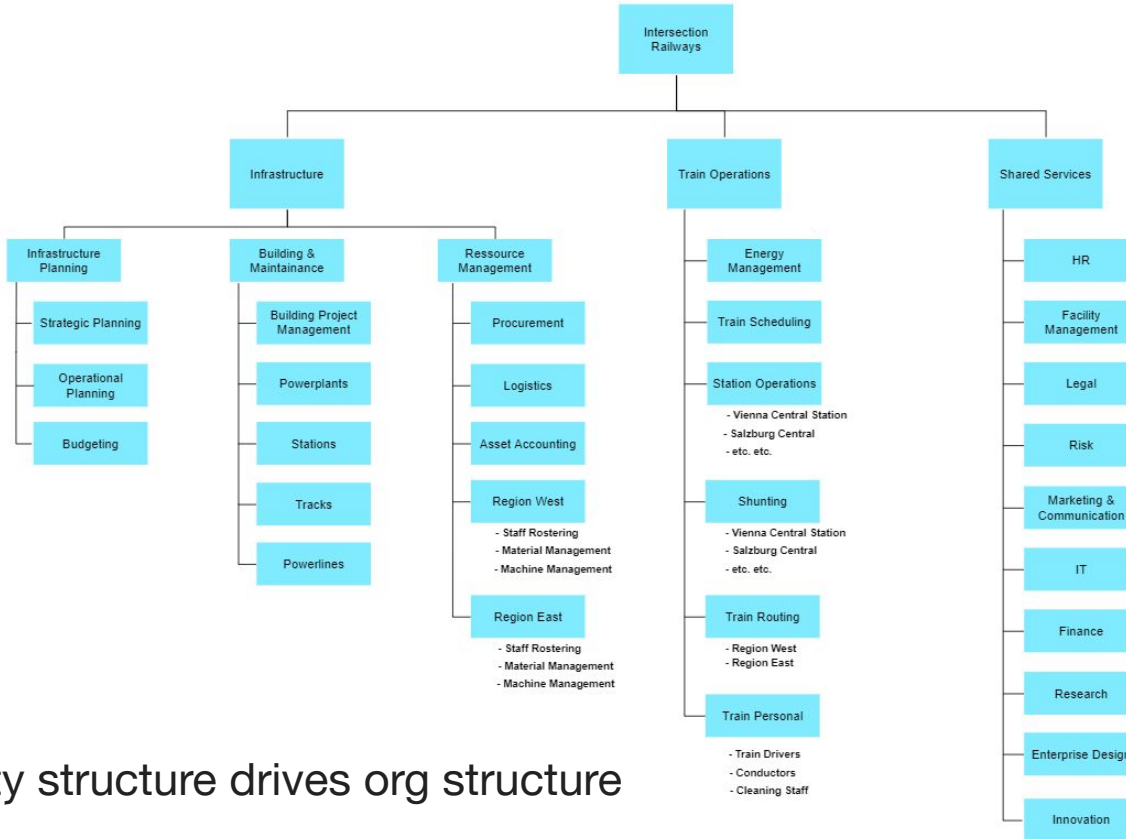 Intersection
Railways
Infrastructure
Train Operations
Shared Services
Infrastructure
Planning
Strategic Planning
Operational
Planning
Budgeting
Building &
Maintainance
Building Project
Management
Powerplants
Stations
Tracks
Powerlines
Ressource
Management
Procurement
Logistics
Asset Accounting
Region West
- Staff Rostering
- Material Management
- Machine Management
Region East
- Staff Rostering
- Material Management
- Machine Management
Energy
Management
Train Scheduling
Station Operations
- Vienna Central Station
- Salzburg Central
- etc. etc.
Shunting
- Vienna Central Station
- Salzburg Central
- etc. etc.
Train Routing
- Region West
- Region East
Train Personal
- Train Drivers
- Conductors
- Cleaning Staff
HR
Facility
Management
Legal
Risk
Marketing &
Communication
IT
Finance
Research
Enterprise Design
Innovation
structure drives org structure